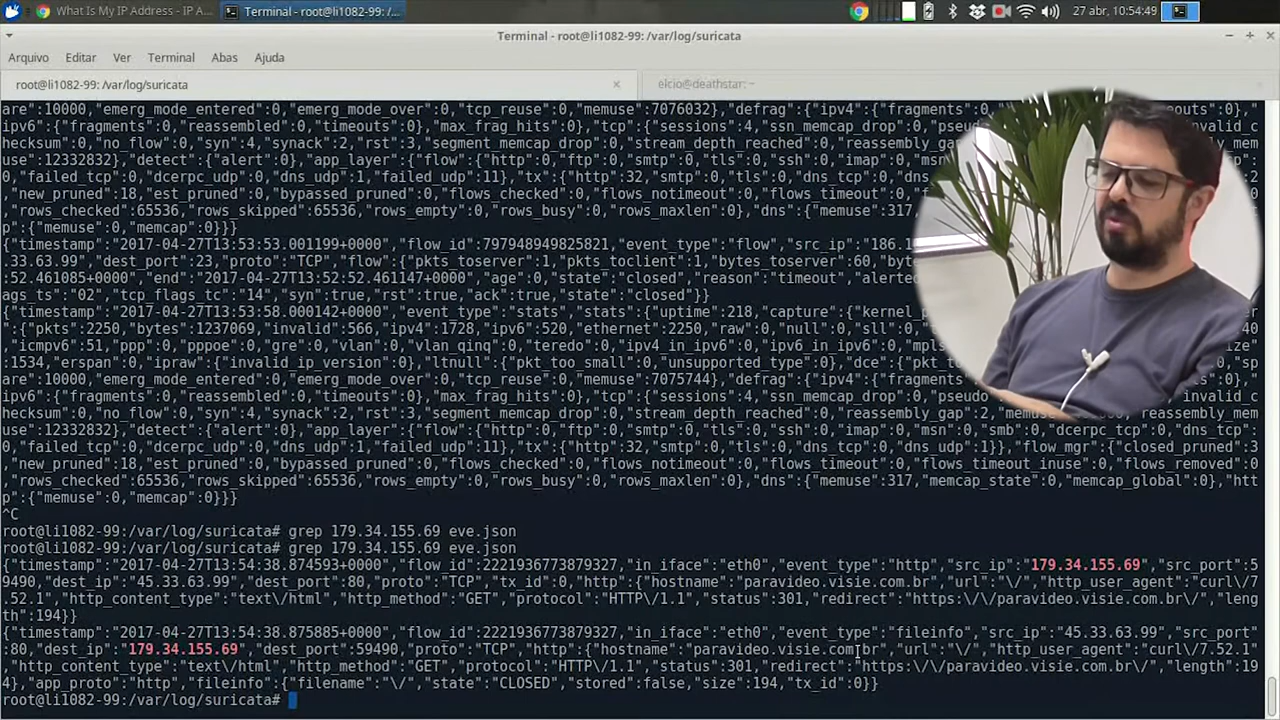 What Is My IP Address - IP A...
Terminal - root@li1082-99: /...
27 abr, 10:54:49
Terminal - root@li1082-99: /var/log/suricata
Arquivo Editar Ver Terminal Abas Ajuda
root@li1082-99: /var/log/suricata
elcio@deathstar: ~
are":10000,"emerg_mode_entered":0,"emerg_mode_over":0,"tcp_reuse":0,"memuse":7076032},"defrag":{"ipv4":{"fragments":0,"
eouts":0},"
ipv6":{"fragments":0,"reassembled":0,"timeouts":0},"max_frag_hits":0},"tcp":{"sessions":4,"ssn_memcap_drop":0,"pseudo
invalid_c
hecksum":0,"no_flow":0,"syn":4,"synack":2,"rst":3,"segment_memcap_drop":0,"stream_depth_reached":0,"reassembly_ga
mem
use":12332832},"detect":{"alert":0},"app_layer":{"flow":{"http":0,"ftp":0,"smtp":0,"tls":0,"ssh":0,"imap":0,"msn
:0
,"failed_tcp":0,"dcerpc_udp":0,"dns_udp":1,"failed_udp":11},"tx":{"http":32,"smtp":0,"tls":0,"dns_tcp":0,"dns_
,"new_pruned":18,"est_pruned":0,"bypassed_pruned":0,"flows_checked":0,"flows_notimeout":0,"flows_timeout":0,"f
"rows_checked":65536,"rows_skipped":65536,"rows_empty":0,"rows_busy":0,"rows_maxlen":0},"dns":{"memuse":317,"
p":{"memuse":0,"memcap":0}}}
{"timestamp":"2017-04-27T13:53:53.001199+0000","flow_id":797948949825821,"event_type":"flow","src_ip":"186.1
.33.63.99","dest_port":23,"proto":"TCP","flow":{"pkts_toserver":1,"pkts_toclient":1,"bytes_toserver":60,"byt
52.461085+0000","end":"2017-04-27T13:52:52.461147+0000","age":0,"state":"closed","reason":"timeout","alerted
ags_ts":"02","tcp_flags_tc":"14","syn":true,"rst":true,"ack":true,"state":"closed"}}
{"timestamp":"2017-04-27T13:53:58.000142+0000","event_type":"stats","stats":{"uptime":218,"capture":{"kernel_p
":{"pkts":2250,"bytes":1237069,"invalid":566,"ipv4":1728,"ipv6":520,"ethernet":2250,"raw":0,"null":0,"sll":0
40
,"icmpv6":51,"ppp":0,"pppoe":0,"gre":0,"vlan":0,"vlan_qinq":0,"teredo":0,"ipv4_in_ipv6":0,"ipv6_in_ipv6":0,"mpls
:
1534,"erspan":0,"ipraw":{"invalid_ip_version":0},"ltnull":{"pkt_too_small":0,"unsupported_type":0},"dce":{"pkt_to
"sp
are":10000,"emerg_mode_entered":0,"emerg_mode_over":0,"tcp_reuse":0,"memuse":7075744},"defrag":{"ipv4":{"fragments"
:0},"
ipv6":{"fragments":0,"reassembled":0,"timeouts":0},"max_frag_hits":0},"tcp":{"sessions":4,"ssn_memcap_drop":0,"pseudo
invalid_c
hecksum":0,"no_flow":0,"syn":4,"synack":2,"rst":3,"segment_memcap_drop":0,"stream_depth_reached":0,"reassembly_gap":2,"memuse
reassembly_mem
use":12332832},"detect":{"alert":0},"app_layer":{"flow":{"http":0,"ftp":0,"smtp":0,"tls":0,"ssh":0,"imap":0,"msn":0,"smb":0,"dcerpc_tcp":0,"dns_tcp":0
,"failed_tcp":0,"dcerpc_udp":0,"dns_udp":1,"failed_udp":11},"tx":{"http":32,"smtp":0,"tls":0,"dns_tcp":0,"dns_udp":1}},"flow_mgr":{"closed_pruned":3
,"new_pruned":18,"est_pruned":0,"bypassed_pruned":0,"flows_checked":0,"flows_notimeout":0,"flows_timeout":0,"flows_timeout_inuse":0,"flows_removed":0
,"rows_checked":65536,"rows_skipped":65536,"rows_empty":0,"rows_busy":0,"rows_maxlen":0},"dns":{"memuse":317,"memcap_state":0,"memcap_global":0},"htt
p":{"memuse":0,"memcap":0}}}
^C
root@li1082-99:/var/log/suricata# grep 179.34.155.69 eve.json
root@li1082-99:/var/log/suricata# grep 179.34.155.69 eve.json
{"timestamp":"2017-04-27T13:54:38.874593+0000","flow_id":2221936773879327,"in_iface":"eth0","event_type":"http","src_ip":"179.34.155.69","src_port":5
9490,"dest_ip":"45.33.63.99","dest_port":80,"proto":"TCP","tx_id":0,"http":{"hostname":"paravideo.visie.com.br","url":"\/","http_user_agent":"curl\/7
.52.1","http_content_type":"text\/html","http_method":"GET","protocol":"HTTP\/1.1","status":301,"redirect":"https:\/\/paravideo.visie.com.br\/","leng
th":194}}
{"timestamp":"2017-04-27T13:54:38.875885+0000","flow_id":2221936773879327,"in_iface":"eth0","event_type":"fileinfo","src_ip":"45.33.63.99","src_port"
:80,"dest_ip":"179.34.155.69","dest_port":59490,"proto":"TCP","http":{"hostname":"paravideo.visie.com.br","url":"\/","http_user_agent":"curl\/7.52.1"
,"http_content_type":"text\/html","http_method":"GET","protocol":"HTTP\/1.1","status":301,"redirect":"https:\/\/paravideo.visie.com.br\/","length":19
4},"app_proto":"http","fileinfo":{"filename":"\/","state":"CLOSED","stored":false,"size":194,"tx_id":0}}
root@li1082-99:/var/log/suricata#